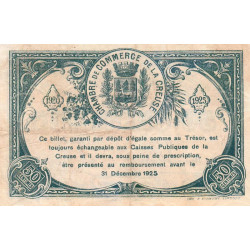 CHAMBRE DE COMMERCE DE LA CREUSE
1920
1925
Ce billet, garanti par dépôt d'égale somme au Trésor, est
toujours échangeable aux Caisses Publiques de la
Creuse et il devra, sous peine de prescription,
être présenté au remboursement avant le
31 Décembre 1925
50
50